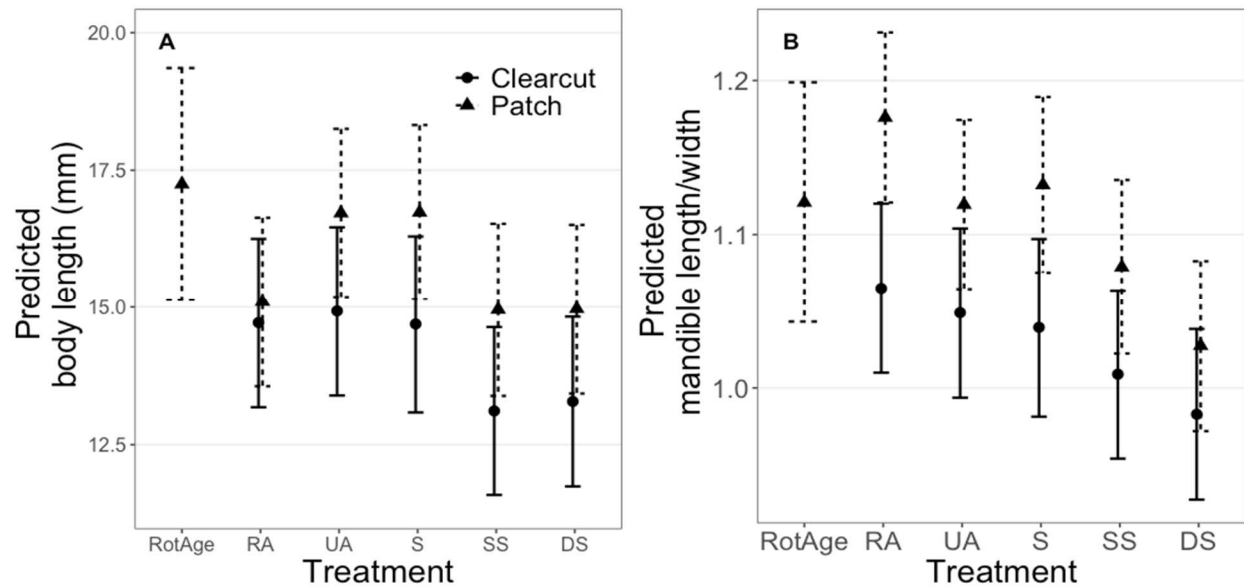 A
20.0
17.5
15.0
12.5
Predicted
body length (mm)
Clearcut
Patch
RotAge RA UA S SS DS
Treatment
B
1.2
1.1
1.0
Predicted
mandible length/width
RotAge RA UA S SS DS
Treatment